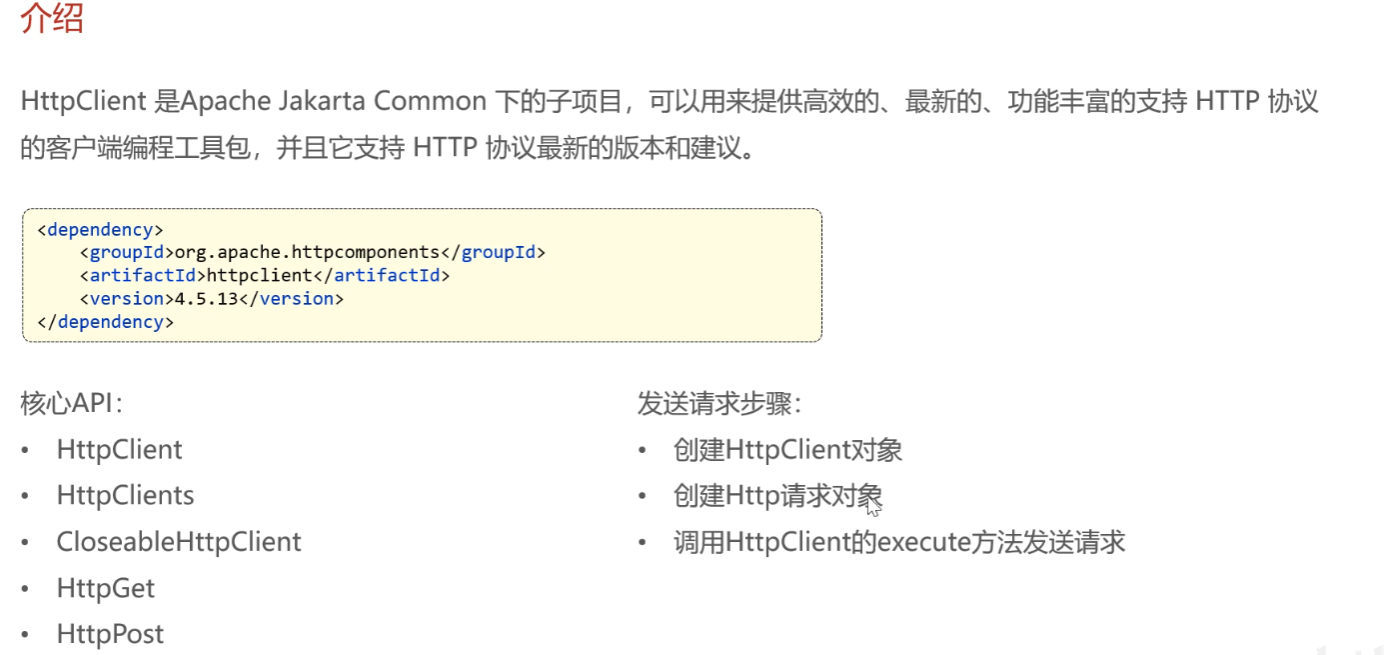 介绍
HttpClient 是Apache Jakarta Common 下的子项目，可以用来提供高效的、最新的、功能丰富的支持 HTTP 协议
的客户端编程工具包，并且它支持 HTTP 协议最新的版本和建议。
<dependency>
    <groupId>org.apache.httpcomponents</groupId>
    <artifactId>httpclient</artifactId>
    <version>4.5.13</version>
</dependency>
核心API：
• HttpClient
• HttpClients
• CloseableHttpClient
• HttpGet
• HttpPost
发送请求步骤：
• 创建HttpClient对象
• 创建Http请求对象
• 调用HttpClient的execute方法发送请求